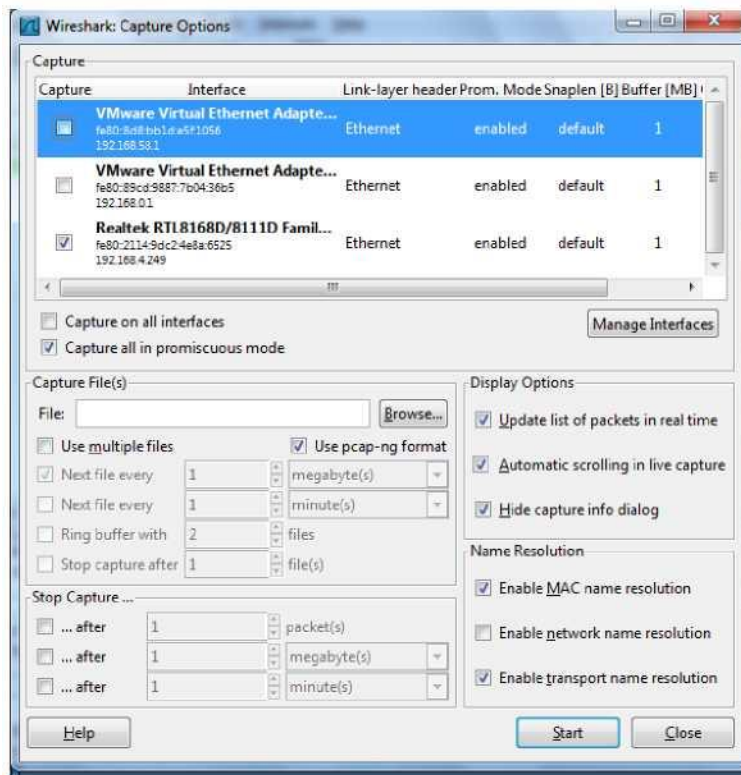 Wireshark: Capture Options
Capture
Capture Interface Link-layer header Prom. Mode Snaplen [B] Buffer [MB]
VMware Virtual Ethernet Adapte...
fe80::8d8:bb1d:e5f:1056 Ethernet enabled default 1
192.168.58.1
VMware Virtual Ethernet Adapte...
fe80::89cd:9887:7b04:36b5 Ethernet enabled default 1
192.168.0.1
Realtek RTL8168D/8111D Famil...
fe80::2114:9dc2:4e8a:6525 Ethernet enabled default 1
192.168.4.249
Capture on all interfaces
Manage Interfaces
Capture all in promiscuous mode
Capture File(s)
File: Browse...
Use multiple files Use pcap-ng format
Next file every 1 megabyte(s)
Next file every 1 minute(s)
Ring buffer with 2 files
Stop capture after 1 file(s)
Stop Capture ...
... after 1 packet(s)
... after 1 megabyte(s)
... after 1 minute(s)
Display Options
Update list of packets in real time
Automatic scrolling in live capture
Hide capture info dialog
Name Resolution
Enable MAC name resolution
Enable network name resolution
Enable transport name resolution
Help Start Close